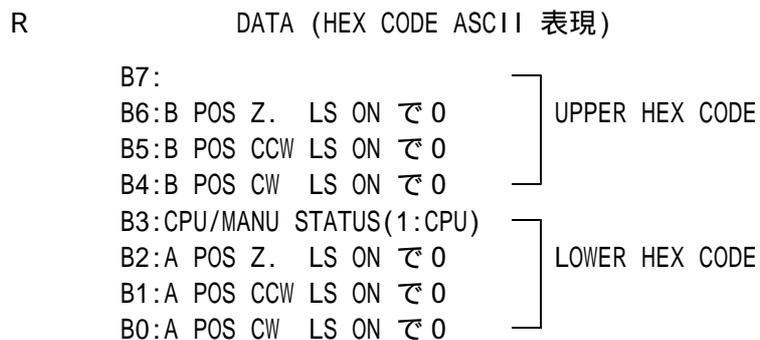 R DATA (HEX CODE ASCII 表現)
B7:
B6:B POS Z. LS ON で0 UPPER HEX CODE
B5:B POS CCW LS ON で0
B4:B POS CW LS ON で0
B3:CPU/MANU STATUS(1:CPU)
B2:A POS Z. LS ON で0 LOWER HEX CODE
B1:A POS CCW LS ON で0
B0:A POS CW LS ON で0